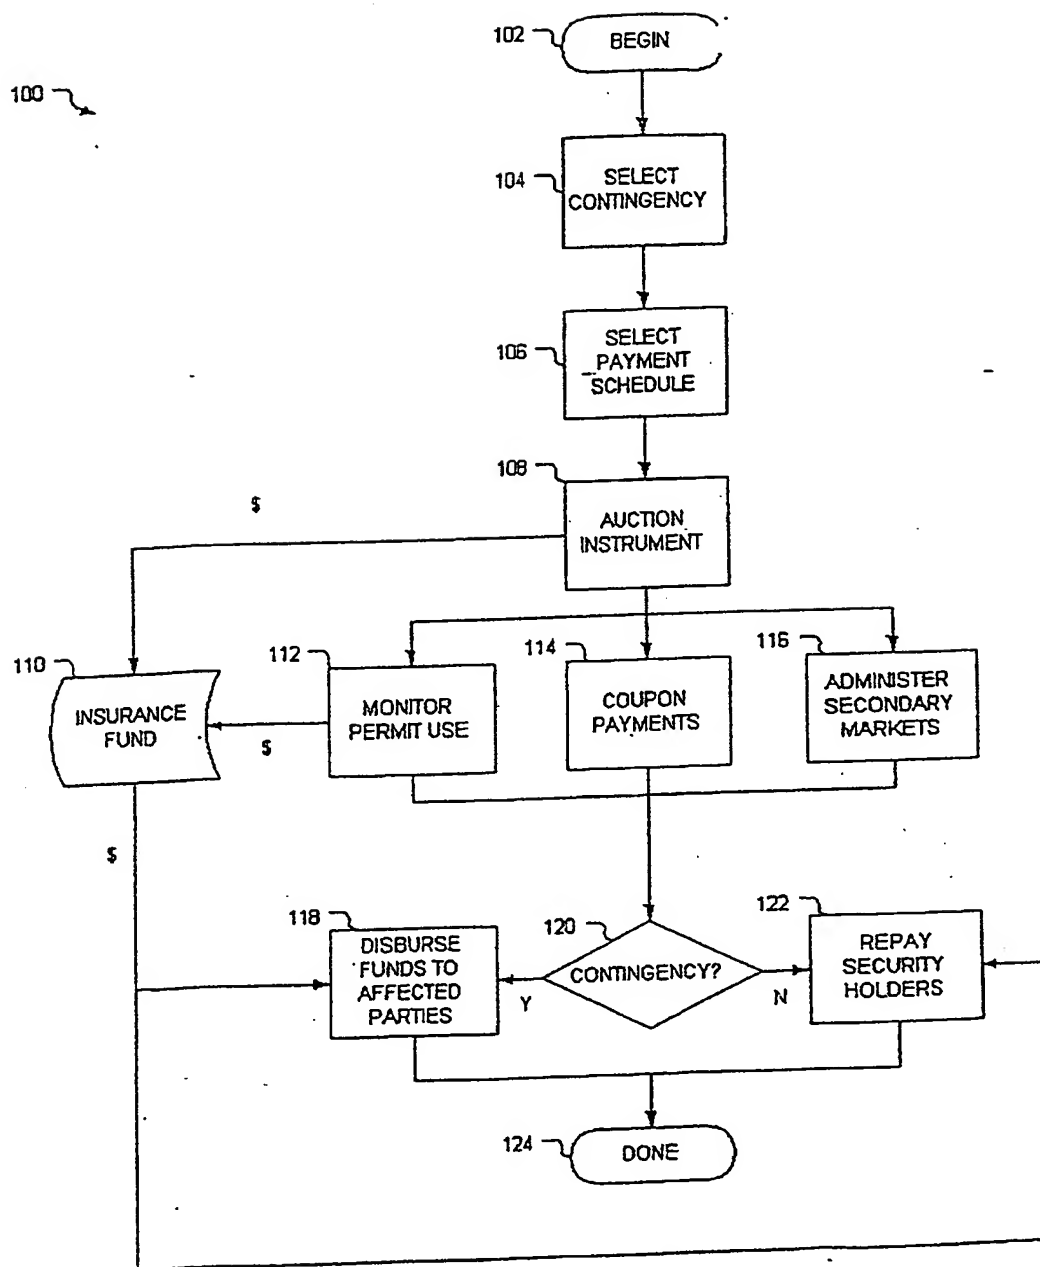 102
BEGIN
100
104
SELECT
CONTINGENCY
106
SELECT
PAYMENT
SCHEDULE
108
AUCTION
INSTRUMENT
$
110
INSURANCE
FUND
112
MONITOR
PERMIT USE
$
114
COUPON
PAYMENTS
116
ADMINISTER
SECONDARY
MARKETS
$
118
DISBURSE
FUNDS TO
AFFECTED
PARTIES
120
CONTINGENCY?
Y
N
122
REPAY
SECURITY
HOLDERS
124
DONE